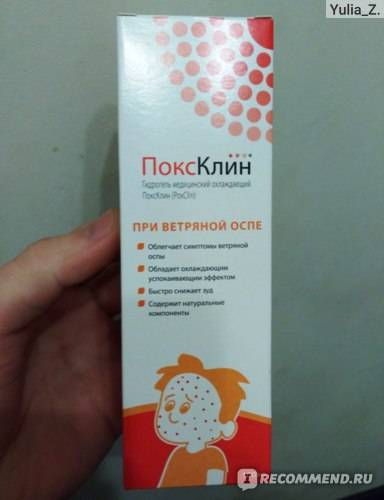 Yulia_Z.
ПоксКлин
Гидрогель медицинский охлаждающий
ПоксКлин (PoxClin)
ПРИ ВЕТРЯНОЙ ОСПЕ
Облегчает симптомы ветряной
оспы
Обладает охлаждающим
успокаивающим эффектом
Быстро снижает зуд
Содержит натуральные
компоненты
IRECOMMEND.RU